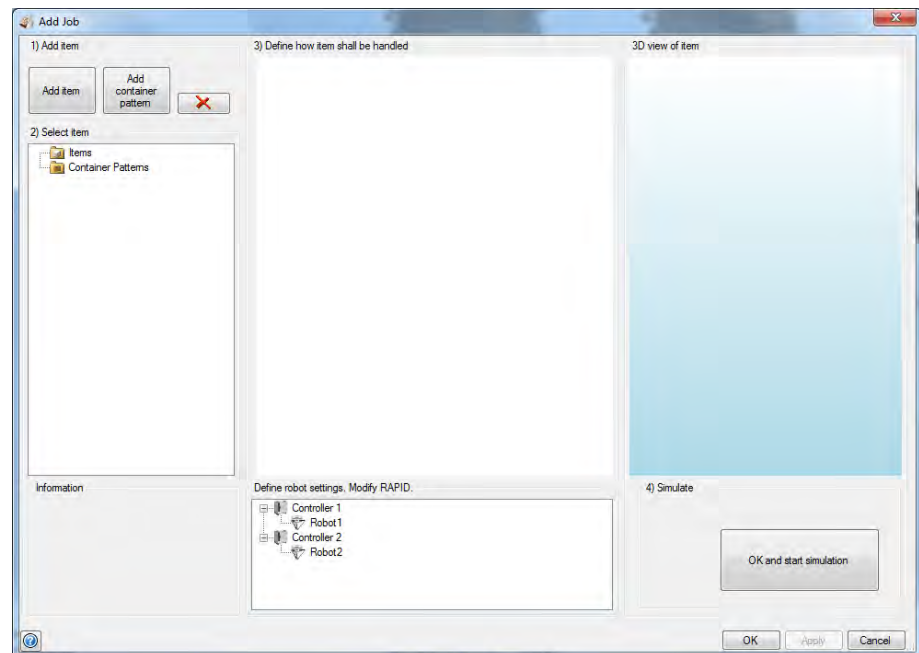 Add Job
1) Add item
Add item
Add
container
pattern
2) Select item
Items
Container Patterns
Information
3) Define how item shall be handled
Define robot settings. Modify RAPID.
Controller 1
Robot1
Controller 2
Robot2
3D view of item
4) Simulate
OK and start simulation
OK
Apply
Cancel